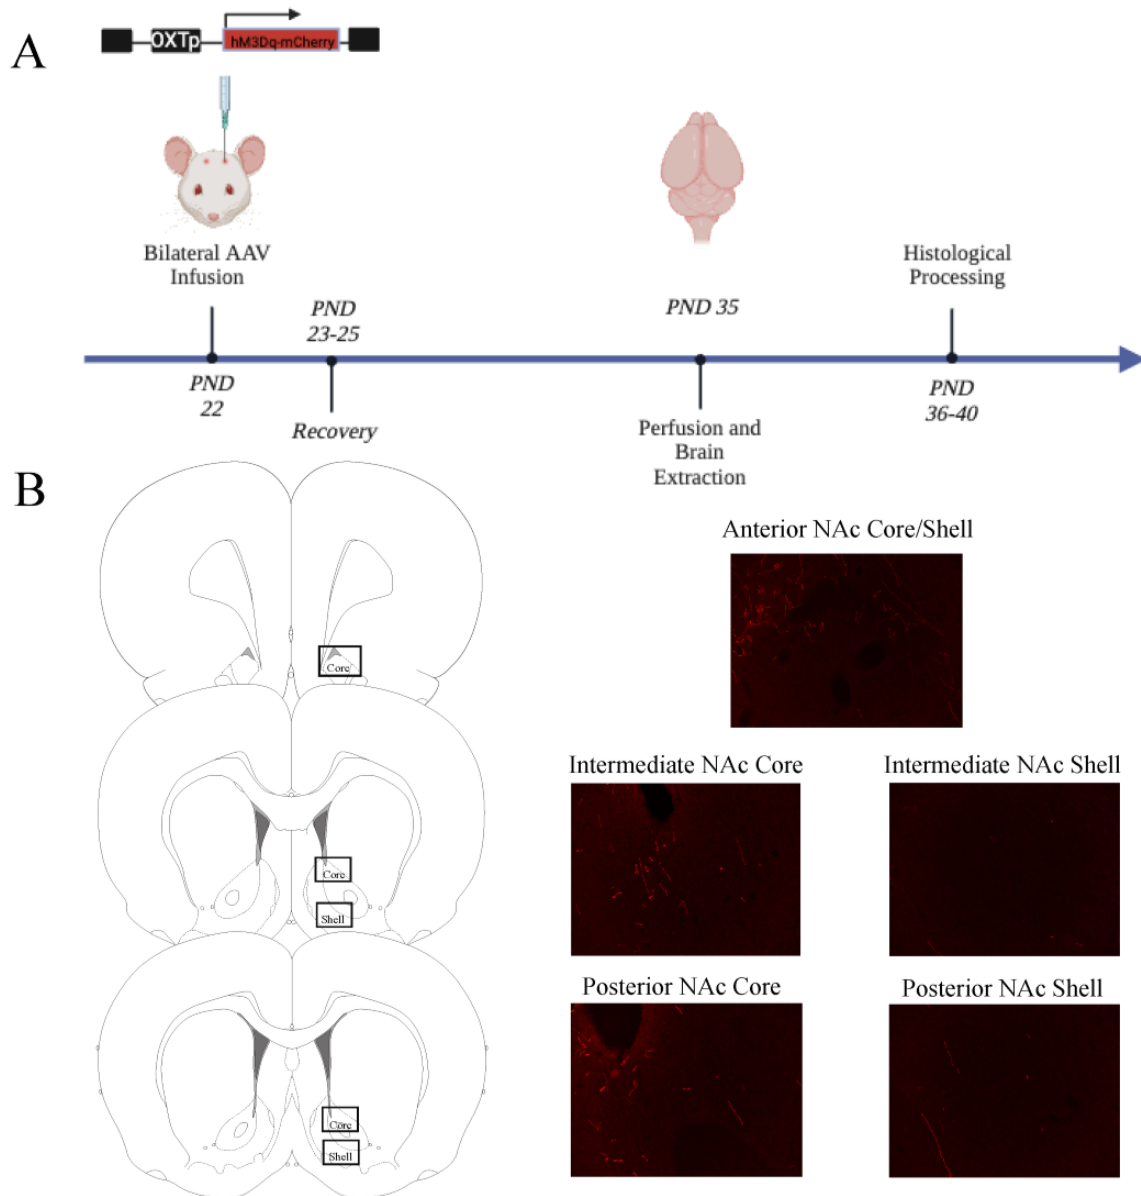 A
OXTp
hM3Dq-mCherry
Bilateral AAV
Infusion
PND
23-25
PND 35
Histological
Processing
PND
22
Recovery
Perfusion and
Brain
Extraction
PND
36-40
B
Anterior NAc Core/Shell
Core
Intermediate NAc Core
Intermediate NAc Shell
Core
Shell
Posterior NAc Core
Posterior NAc Shell
Core
Shell